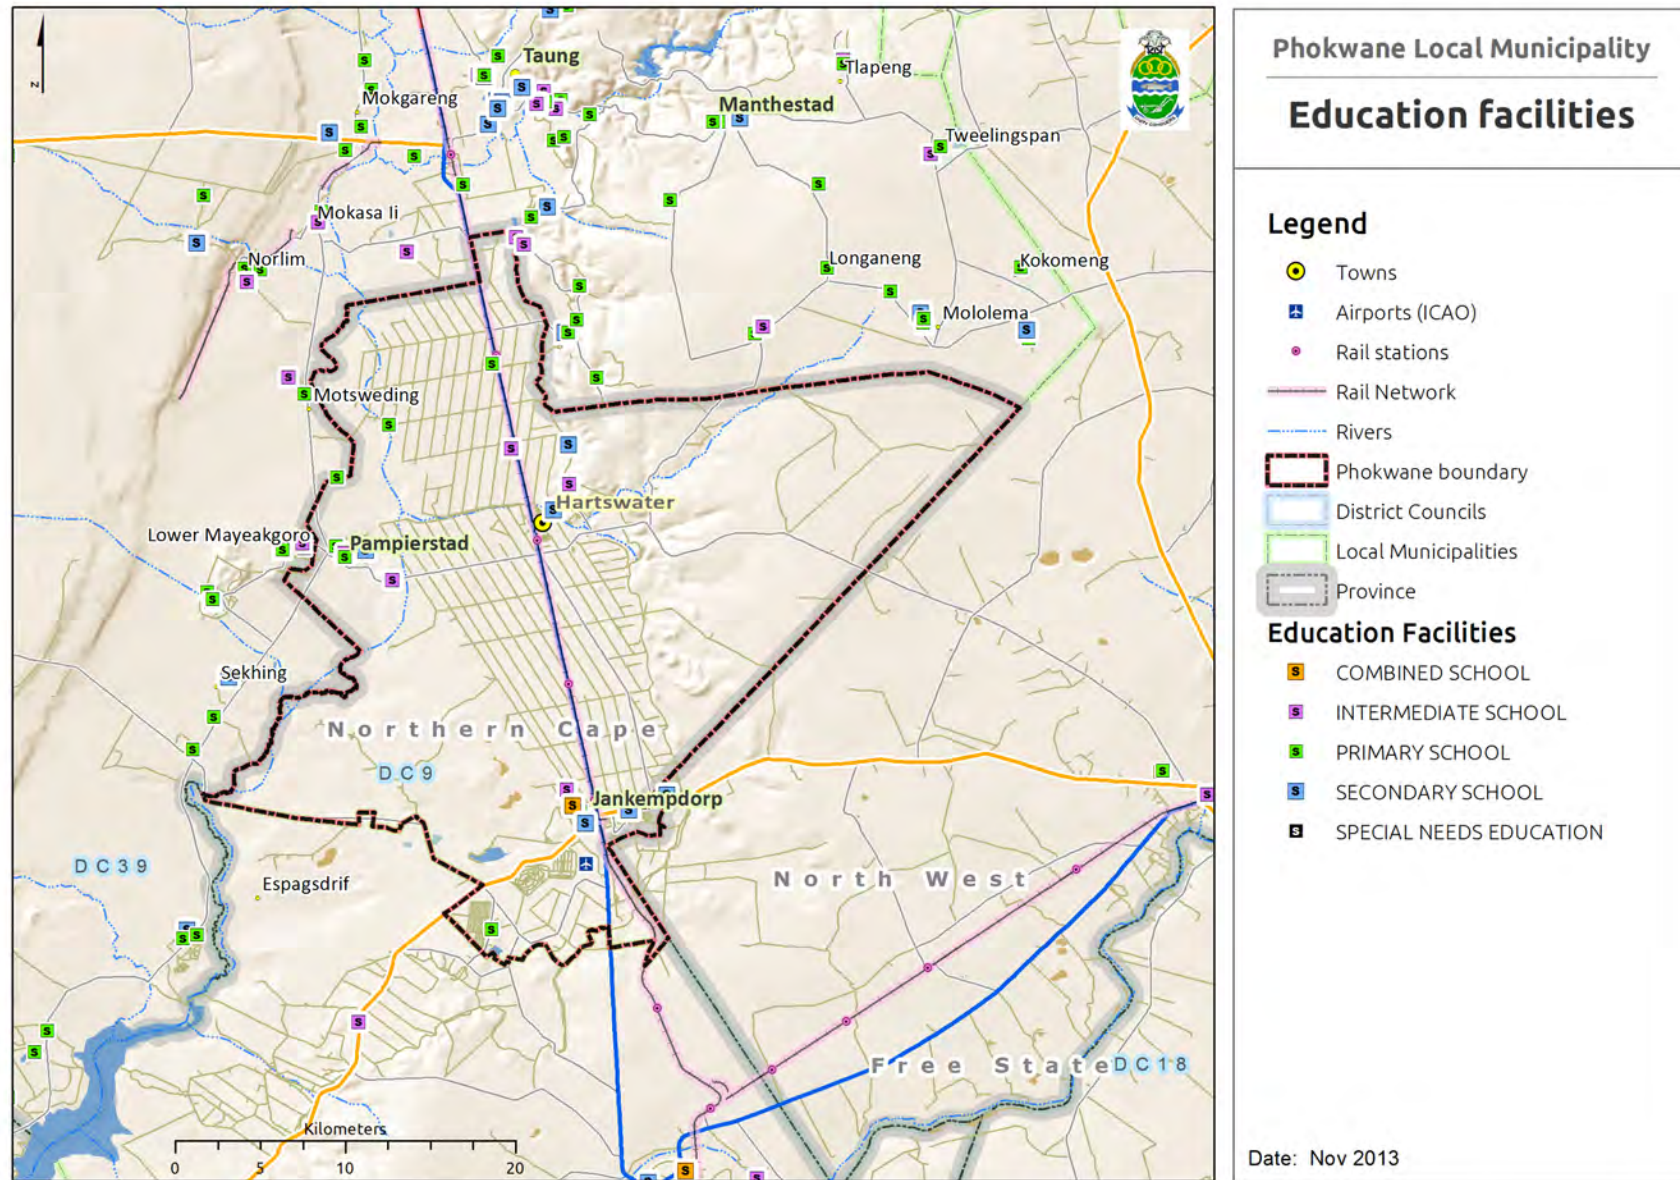 Phokwane Local Municipality
Education facilities
Legend
Towns
Airports (ICAO)
Rail stations
Rail Network
Rivers
Phokwane boundary
District Councils
Local Municipalities
Province
Education Facilities
S COMBINED SCHOOL
S INTERMEDIATE SCHOOL
S PRIMARY SCHOOL
S SECONDARY SCHOOL
S SPECIAL NEEDS EDUCATION
Date: Nov 2013
z
Taung
Tlapeng
Mokgareng
Manthestad
Tweelingspan
Mokasa Ii
Norlim
Longaneng
Kokomeng
Mololema
Motsweding
Hartswater
Lower Mayeakgoro
Pampierstad
Sekhing
Northern Cape
DC9
Jankempdorp
DC39
Espagsdrif
North West
Free State
DC18
Kilometers
0 5 10 20